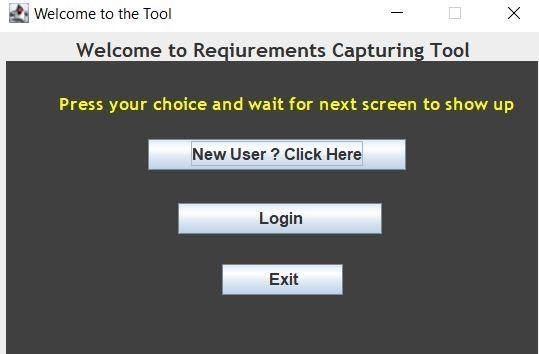 Welcome to the Tool
Welcome to Reqiurements Capturing Tool
Press your choice and wait for next screen to show up
New User ? Click Here
Login
Exit